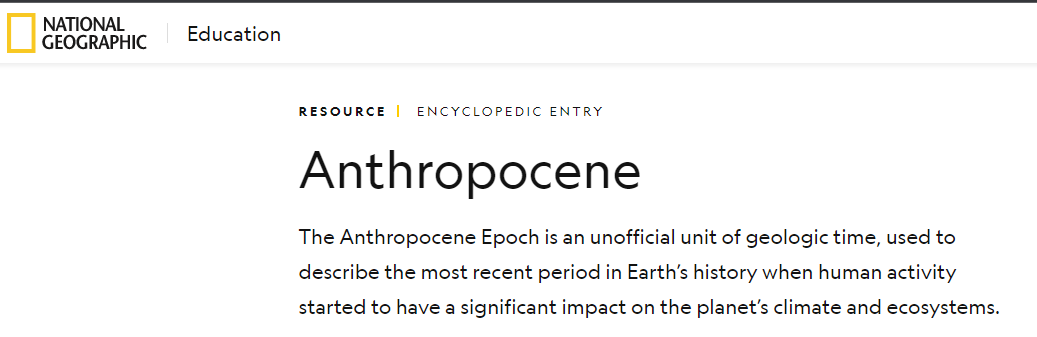 NATIONAL
GEOGRAPHIC
Education
RESOURCE | ENCYCLOPEDIC ENTRY
Anthropocene
The Anthropocene Epoch is an unofficial unit of geologic time, used to
describe the most recent period in Earth’s history when human activity
started to have a significant impact on the planet’s climate and ecosystems.